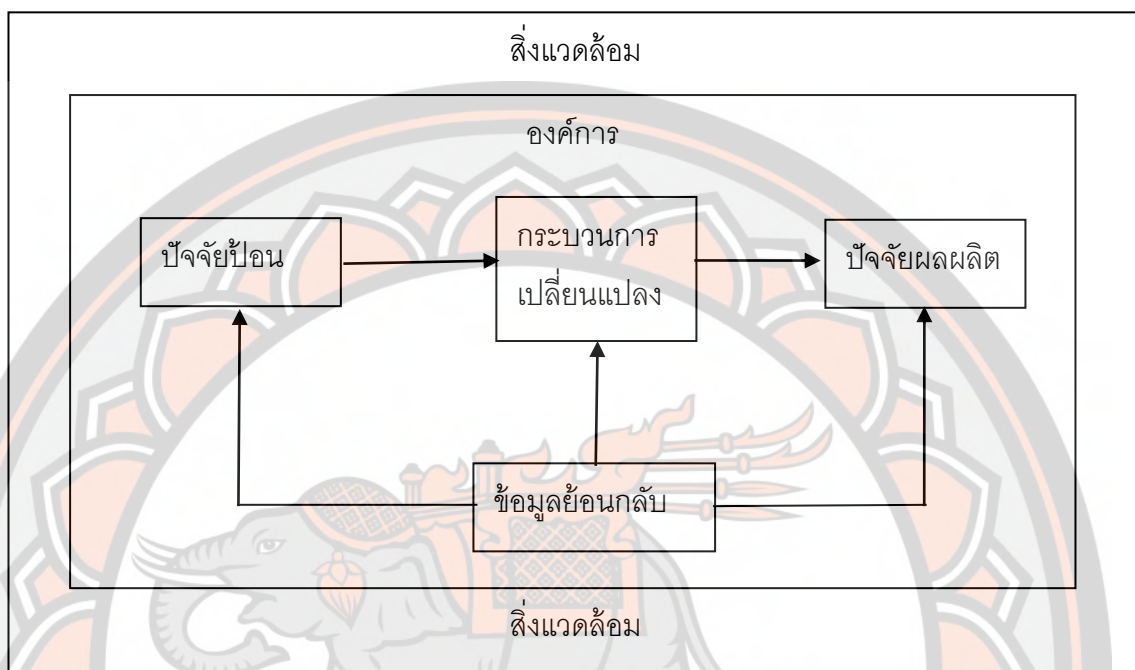 สิ่งแวดล้อม
องค์การ
ปัจจัยป้อน
กระบวนการ
เปลี่ยนแปลง
ปัจจัยผลผลิต
ข้อมูลย้อนกลับ
สิ่งแวดล้อม